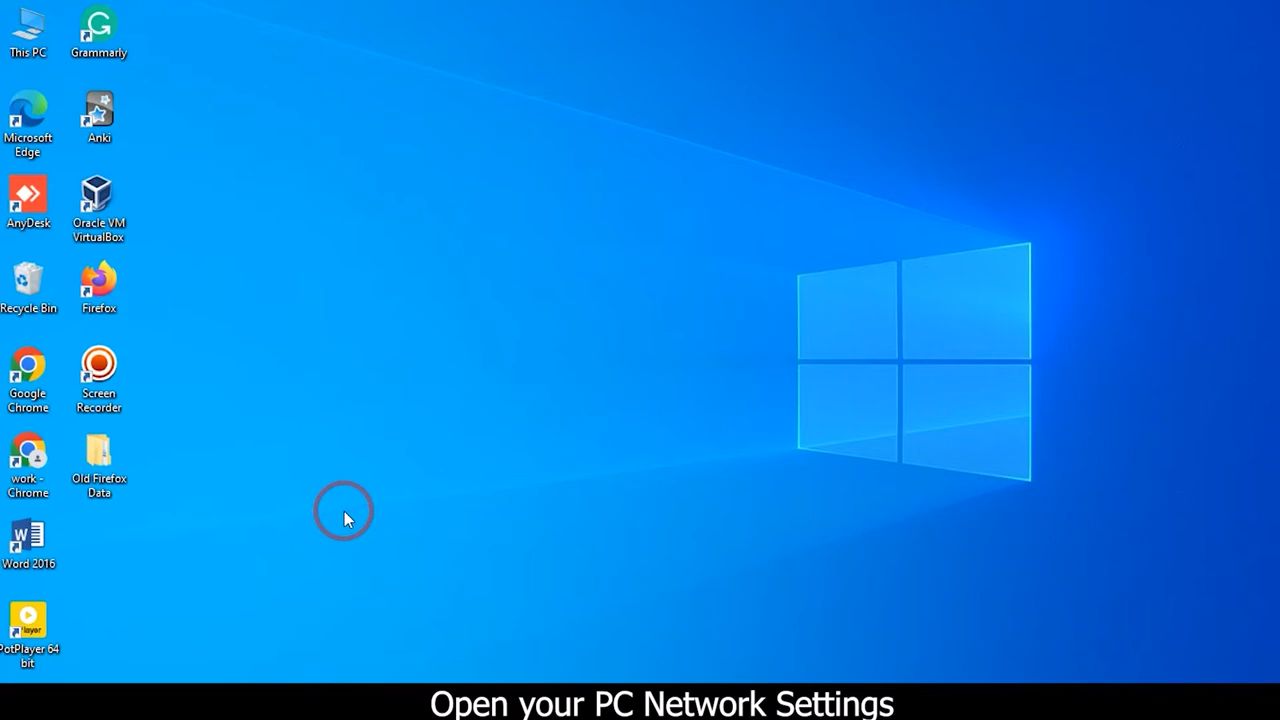 This PC
Grammarly
Microsoft
Edge
Anki
AnyDesk
Oracle VM
VirtualBox
Recycle Bin
Firefox
Google
Chrome
Screen
Recorder
work -
Chrome
Old Firefox
Data
W
Word 2016
Player
PotPlayer 64
bit
Open your PC Network Settings